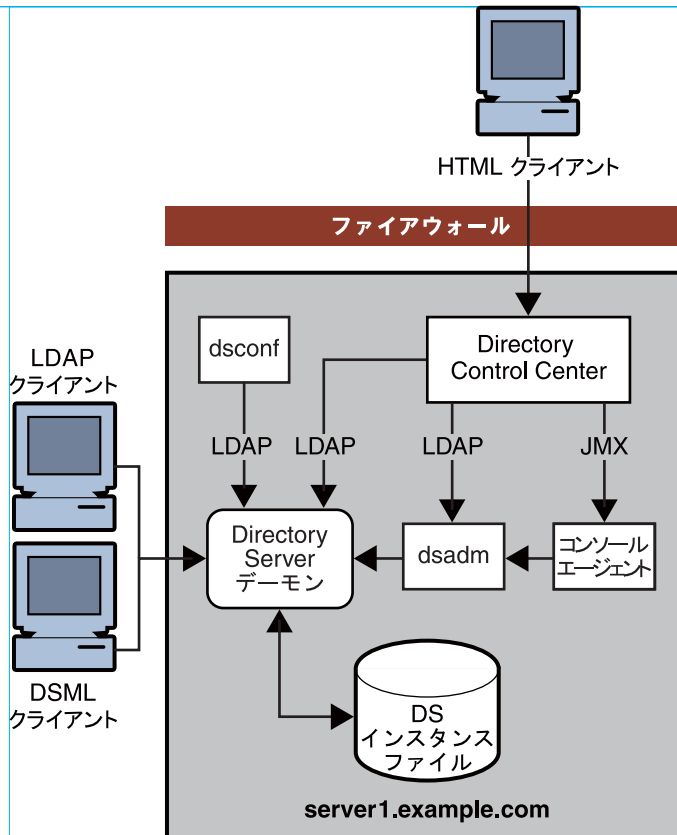 HTML クライアント
ファイアウォール
LDAP
クライアント
dsconf
Directory
Control Center
LDAP
LDAP
LDAP
JMX
Directory
Server
デーモン
dsadm
コンソール
エージェント
DSML
クライアント
DS
インスタンス
ファイル
server1.example.com